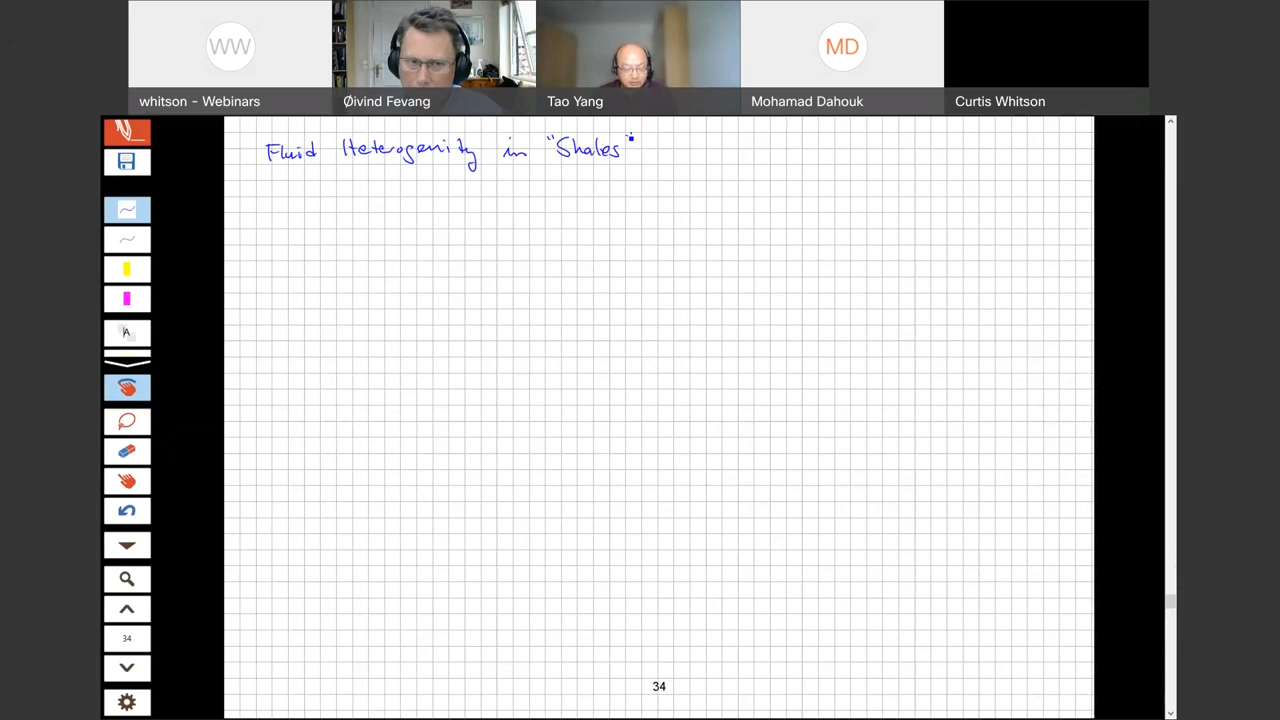 WW
MD
whitson - Webinars
Øivind Fevang
Tao Yang
Mohamad Dahouk
Curtis Whitson
Fluid Heterogenity in "Shales"
A
34
34